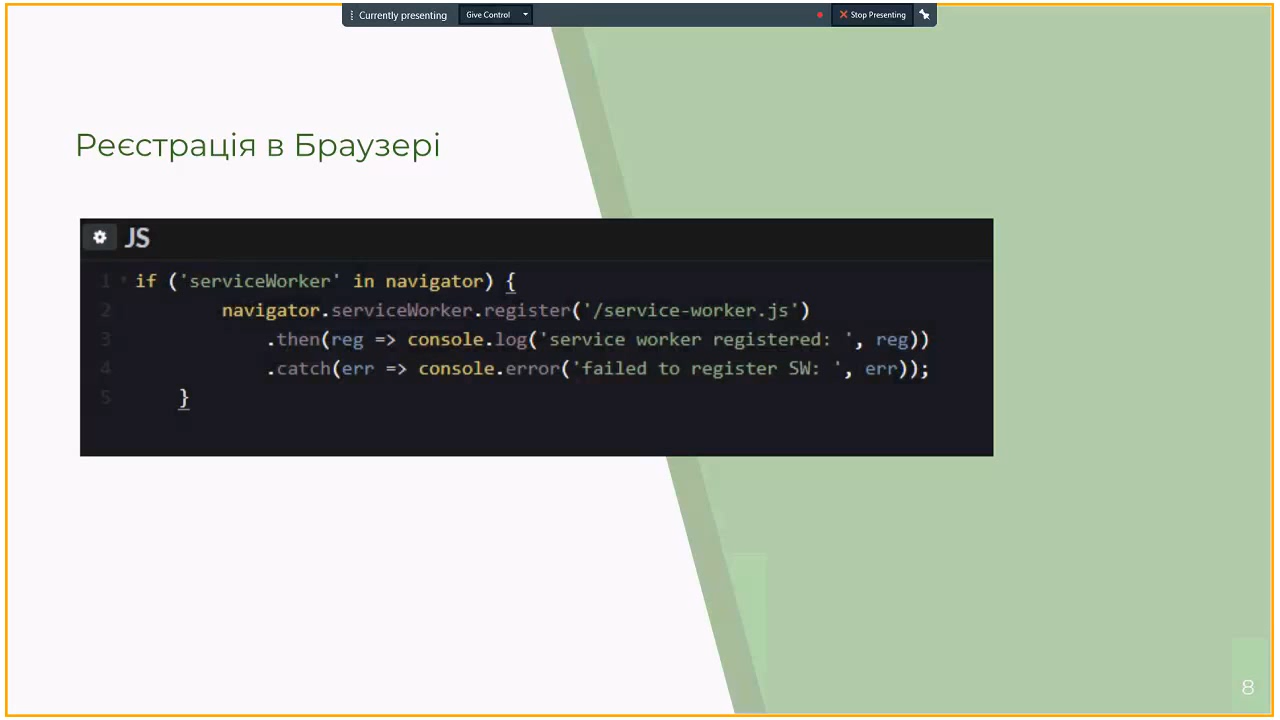 Currently presenting
Give Control
Stop Presenting
Реєстрація в Браузері
JS
1 if ('serviceWorker' in navigator) {
2 navigator.serviceWorker.register('/service-worker.js')
3 .then(reg => console.log('service worker registered: ', reg))
4 .catch(err => console.error('failed to register SW: ', err));
5 }
8